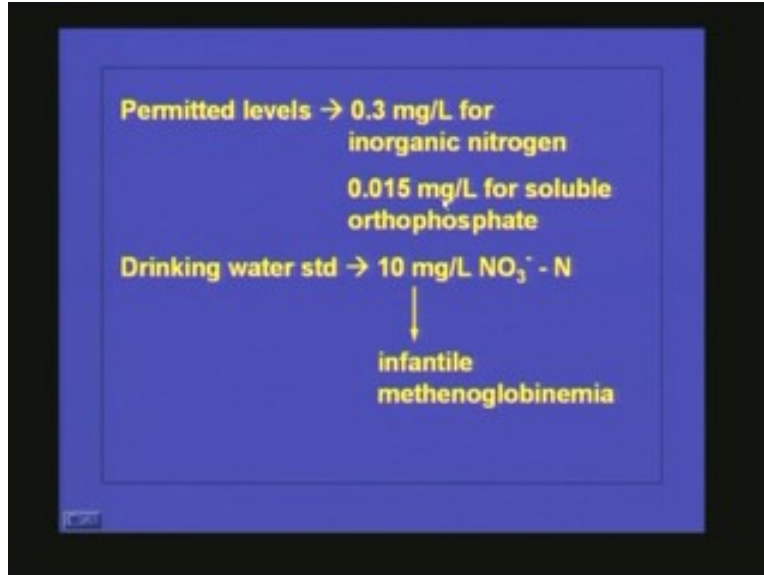 Permitted levels → 0.3 mg/L for
inorganic nitrogen
0.015 mg/L for soluble
orthophosphate
Drinking water std → 10 mg/L NO₃⁻ - N
infantile
methenoglobinemia